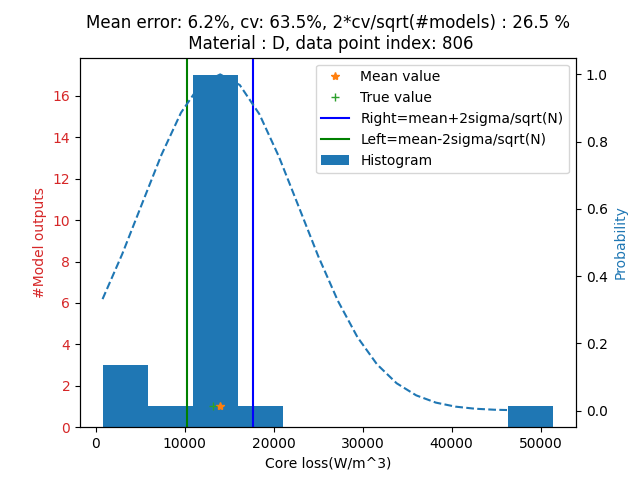 Mean error: 6.2%, cv: 63.5%, 2*cv/sqrt(#models) : 26.5 %
Material : D, data point index: 806
Mean value
True value
Right=mean+2sigma/sqrt(N)
Left=mean-2sigma/sqrt(N)
Histogram
#Model outputs
16
14
12
10
8
6
4
2
0
1.0
0.8
0.6
0.4
0.2
0.0
Probability
0
10000
20000
30000
40000
50000
Core loss(W/m^3)